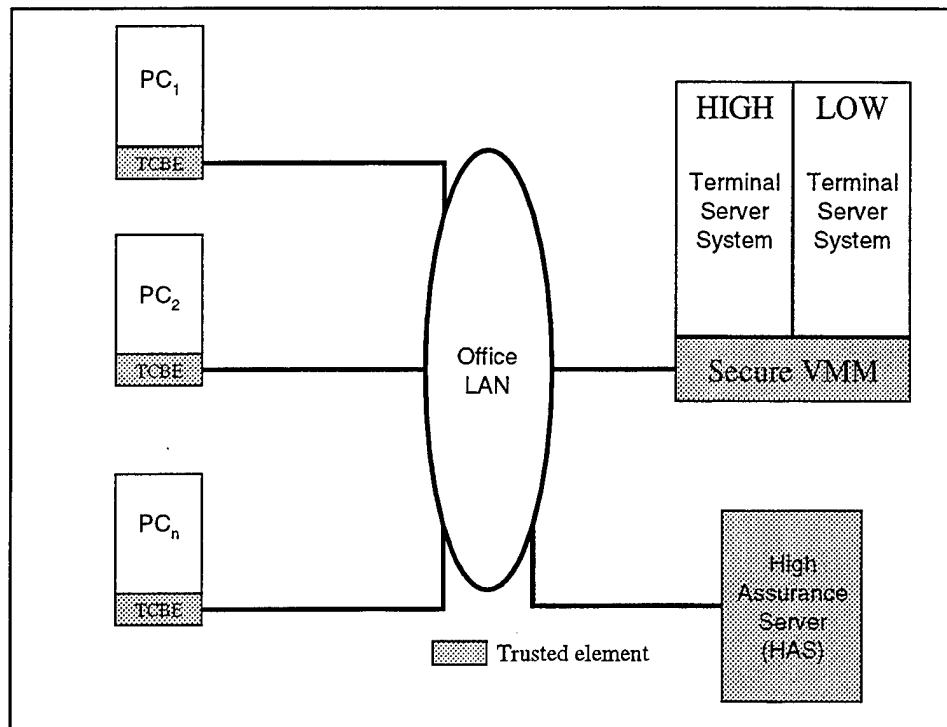 PC₁
TCBE
PC₂
TCBE
PCₙ
TCBE
Office
LAN
HIGH
Terminal
Server
System
LOW
Terminal
Server
System
Secure VMM
High
Assurance
Server
(HAS)
Trusted element